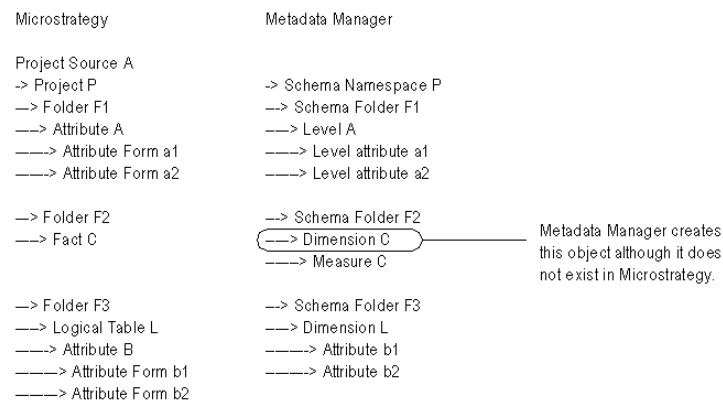 Microstrategy Metadata Manager
Project Source A
-> Project P -> Schema Namespace P
—> Folder F1 —> Schema Folder F1
——> Attribute A ——> Level A
———> Attribute Form a1 ———> Level attribute a1
———> Attribute Form a2 ———> Level attribute a2
—> Folder F2 —> Schema Folder F2
——> Fact C ——> Dimension C
———> Measure C
Metadata Manager creates
this object although it does
not exist in Microstrategy.
—> Folder F3 —> Schema Folder F3
——> Logical Table L ——> Dimension L
———> Attribute B ———> Attribute b1
————> Attribute Form b1 ———> Attribute b2
————> Attribute Form b2